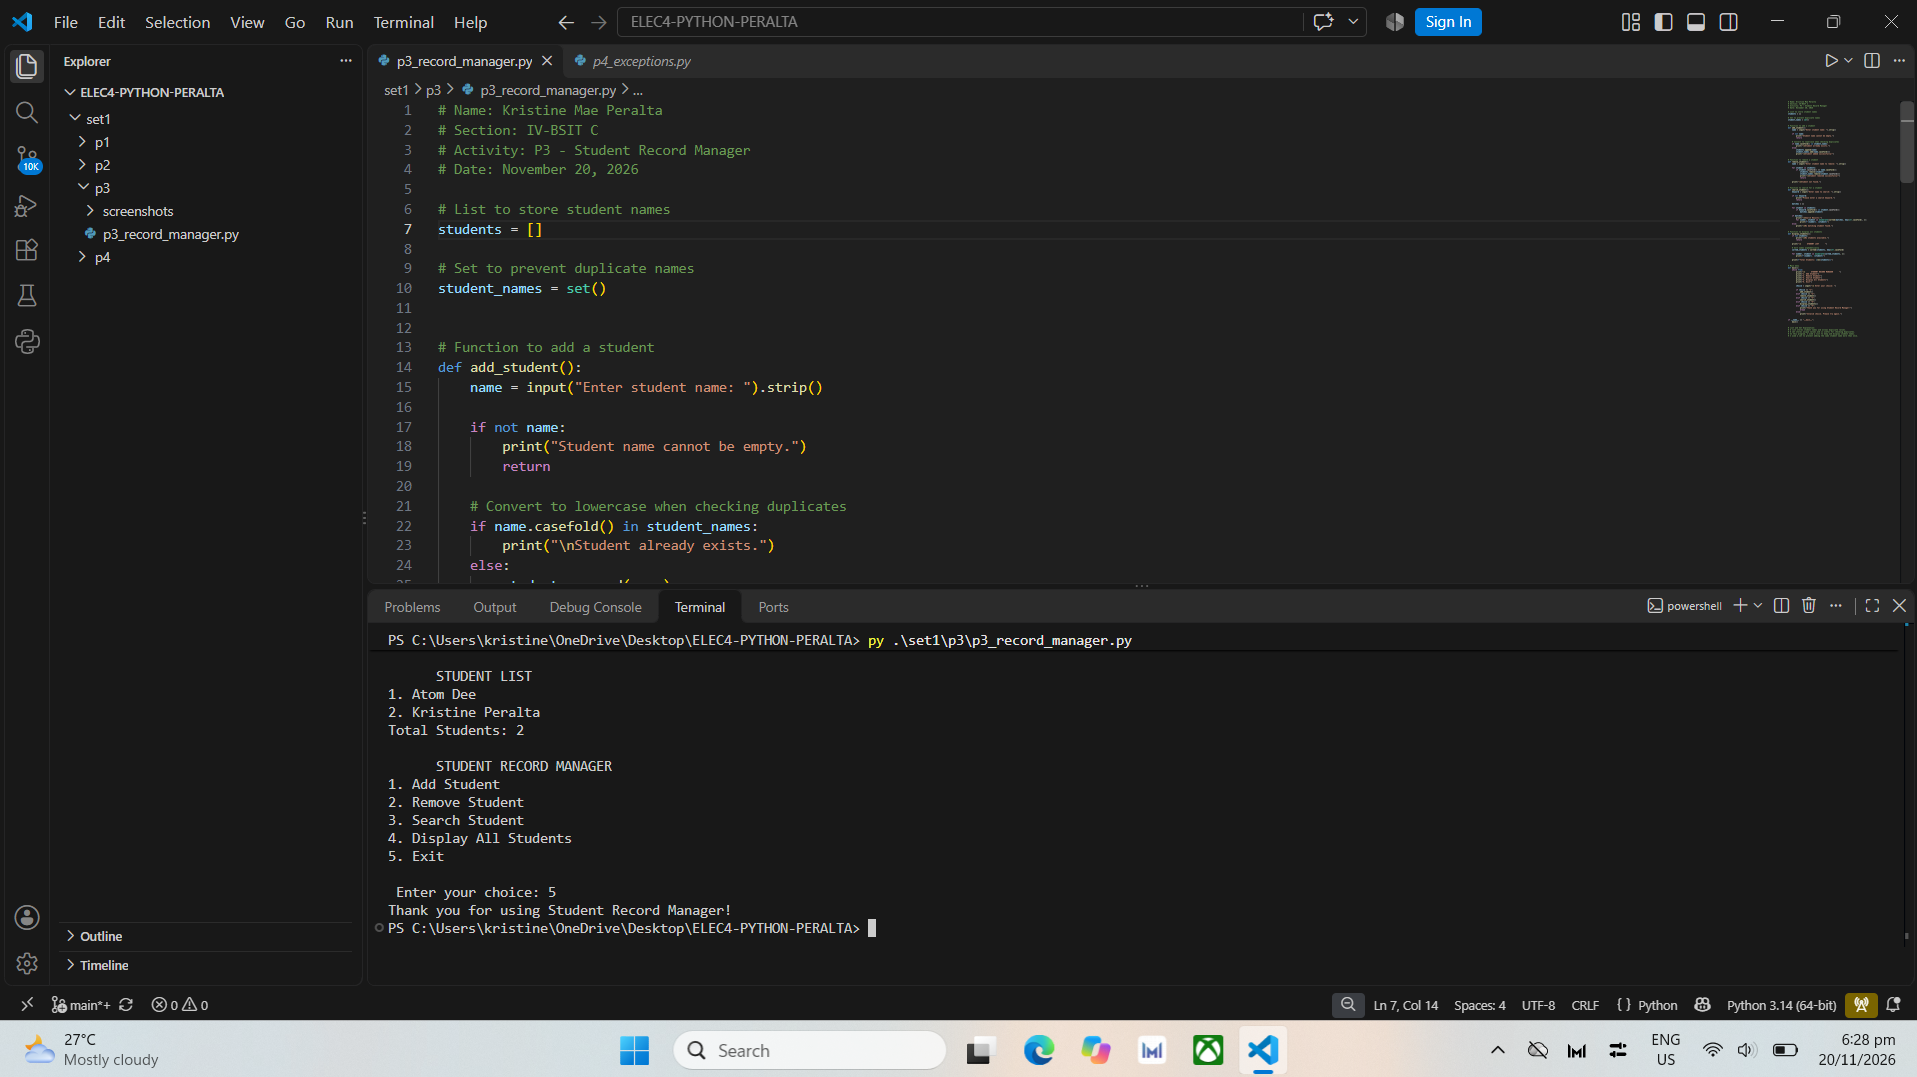 File Edit Selection View Go Run Terminal Help
ELEC4-PYTHON-PERALTA
Sign In
Explorer
ELEC4-PYTHON-PERALTA
set1
p1
p2
p3
screenshots
p3_record_manager.py
p4
10K
Outline
Timeline
p3_record_manager.py
p4_exceptions.py
set1 > p3 > p3_record_manager.py > ...
1 # Name: Kristine Mae Peralta
2 # Section: IV-BSIT C
3 # Activity: P3 - Student Record Manager
4 # Date: November 20, 2026
5
6 # List to store student names
7 students = []
8
9 # Set to prevent duplicate names
10 student_names = set()
11
12
13 # Function to add a student
14 def add_student():
15 name = input("Enter student name: ").strip()
16
17 if not name:
18 print("Student name cannot be empty.")
19 return
20
21 # Convert to lowercase when checking duplicates
22 if name.casefold() in student_names:
23 print("\nStudent already exists.")
24 else:
Problems Output Debug Console Terminal Ports
powershell
PS C:\Users\kristine\OneDrive\Desktop\ELEC4-PYTHON-PERALTA> py .\set1\p3\p3_record_manager.py
STUDENT LIST
1. Atom Dee
2. Kristine Peralta
Total Students: 2
STUDENT RECORD MANAGER
1. Add Student
2. Remove Student
3. Search Student
4. Display All Students
5. Exit
Enter your choice: 5
Thank you for using Student Record Manager!
PS C:\Users\kristine\OneDrive\Desktop\ELEC4-PYTHON-PERALTA>
main*+ 0 0
Ln 7, Col 14 Spaces: 4 UTF-8 CRLF {} Python Python 3.14 (64-bit)
27°C
Mostly cloudy
Search
ENG
US
6:28 pm
20/11/2026